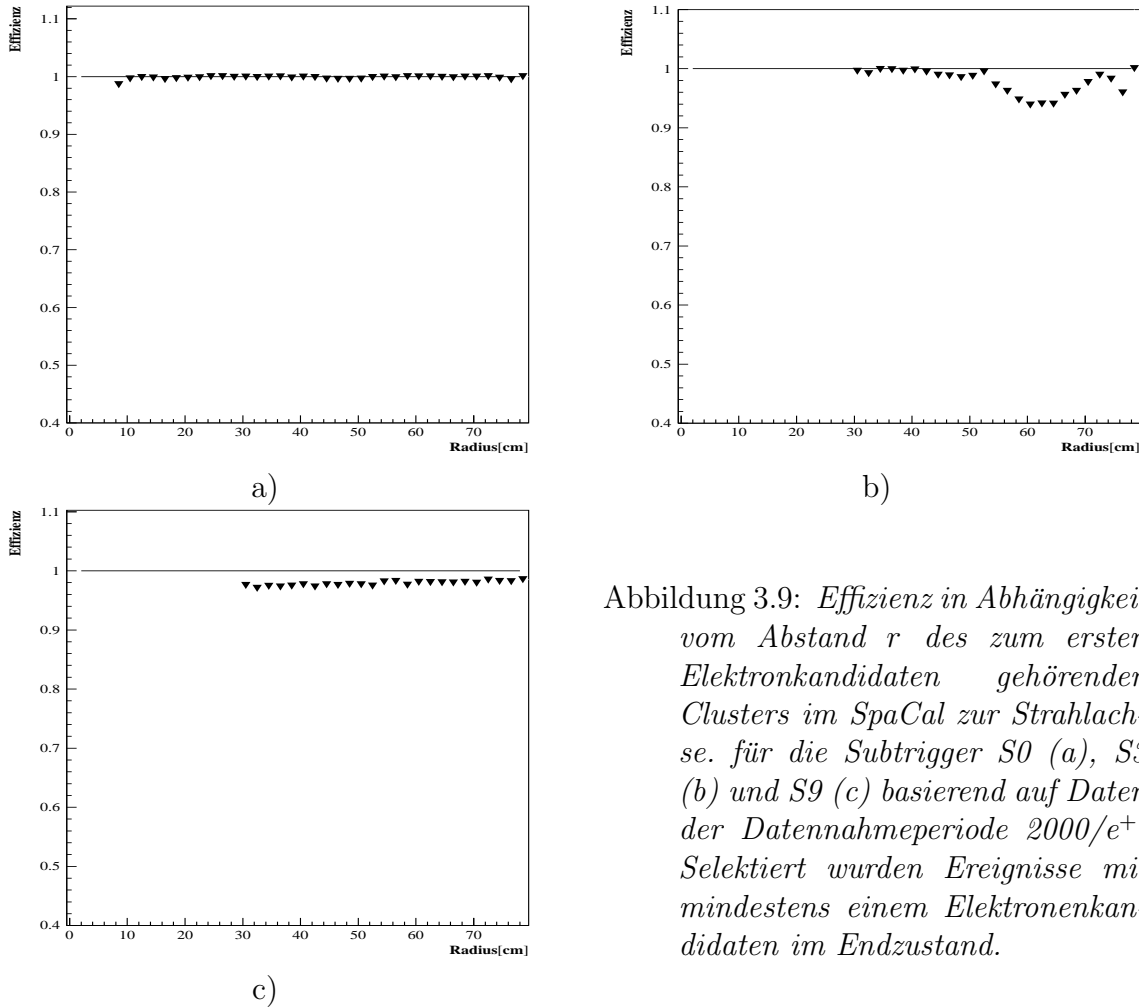 Effizienz
1.1
1
0.9
0.8
0.7
0.6
0.5
0.4
0 10 20 30 40 50 60 70
Radius[cm]
a)
Effizienz
1.1
1
0.9
0.8
0.7
0.6
0.5
0.4
0 10 20 30 40 50 60 70
Radius[cm]
b)
Effizienz
1.1
1
0.9
0.8
0.7
0.6
0.5
0.4
0 10 20 30 40 50 60 70
Radius[cm]
c)
Abbildung 3.9: Effizienz in Abhängigkeit
vom Abstand r des zum ersten
Elektronkandidaten gehörenden
Clusters im SpaCal zur Strahlach-
se. für die Subtrigger S0 (a), S3
(b) und S9 (c) basierend auf Daten
der Datennahmeperiode 2000/e+
Selektiert wurden Ereignisse mit
mindestens einem Elektronenkan-
didaten im Endzustand.